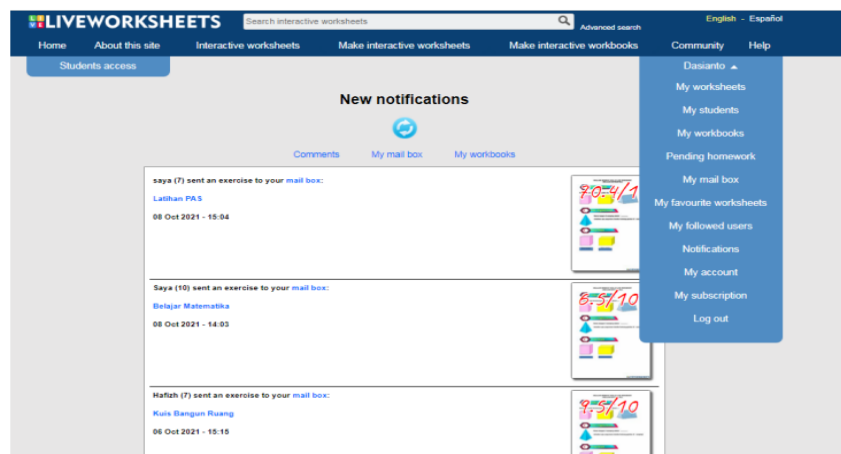 LIVEWORKSHEETS
Search interactive worksheets
Advanced search
English - Español
Home About this site Interactive worksheets Make interactive worksheets Make interactive workbooks Community Help
Students access
Dasianto
My worksheets
My students
My workbooks
Pending homework
My mail box
My favourite worksheets
My followed users
Notifications
My account
My subscription
Log out
New notifications
Comments My mail box My workbooks
saya (7) sent an exercise to your mail box:
Latihan PAS
08 Oct 2021 - 15:04
Saya (10) sent an exercise to your mail box:
Belajar Matematika
08 Oct 2021 - 14:03
8.5/10
Hafizh (7) sent an exercise to your mail box:
Kuis Bangun Ruang
06 Oct 2021 - 15:15
9.5/10